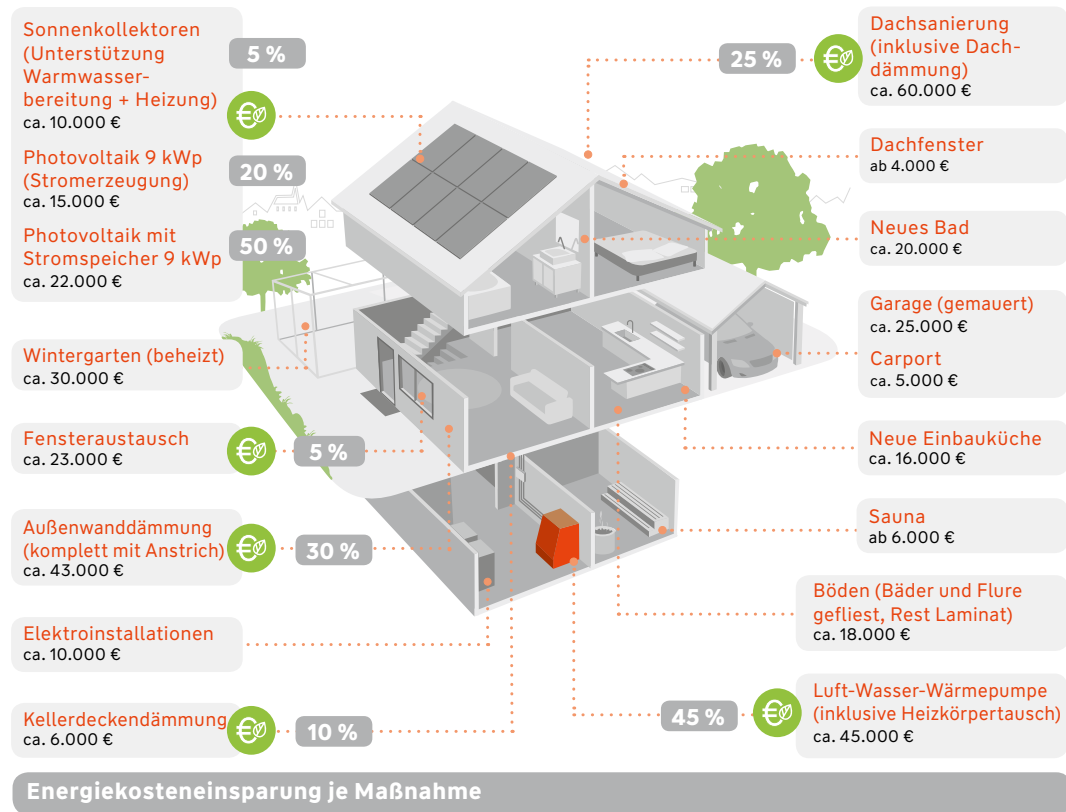 Sonnenkollektoren
(Unterstützung
Warmwasser-
bereitung + Heizung)
ca. 10.000 €
5 %
Photovoltaik 9 kWp
(Stromerzeugung)
ca. 15.000 €
20 %
Photovoltaik mit
Stromspeicher 9 kWp
ca. 22.000 €
50 %
Wintergarten (beheizt)
ca. 30.000 €
Fensteraustausch
ca. 23.000 €
€
5 %
Außenwanddämmung
(komplett mit Anstrich)
ca. 43.000 €
€
30 %
Elektroinstallationen
ca. 10.000 €
Kellerdeckendämmung
ca. 6.000 €
€
10 %
€
25 %
€
Dachsanierung
(inklusive Dach-
dämmung)
ca. 60.000 €
Dachfenster
ab 4.000 €
Neues Bad
ca. 20.000 €
Garage (gemauert)
ca. 25.000 €
Carport
ca. 5.000 €
Neue Einbauküche
ca. 16.000 €
Sauna
ab 6.000 €
Böden (Bäder und Flure
gefliest, Rest Laminat)
ca. 18.000 €
45 %
€
Luft-Wasser-Wärmepumpe
(inklusive Heizkörpertausch)
ca. 45.000 €
Energiekosteneinsparung je Maßnahme